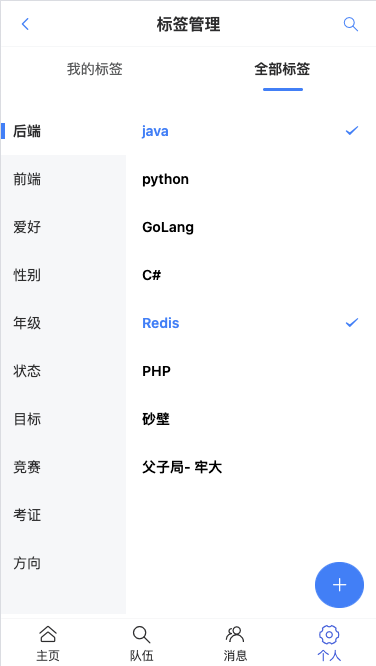 标签管理
我的标签
全部标签
后端
java
前端
python
爱好
GoLang
性别
C#
年级
Redis
状态
PHP
目标
砂壁
竞赛
父子局- 牢大
考证
方向
主页
队伍
消息
个人